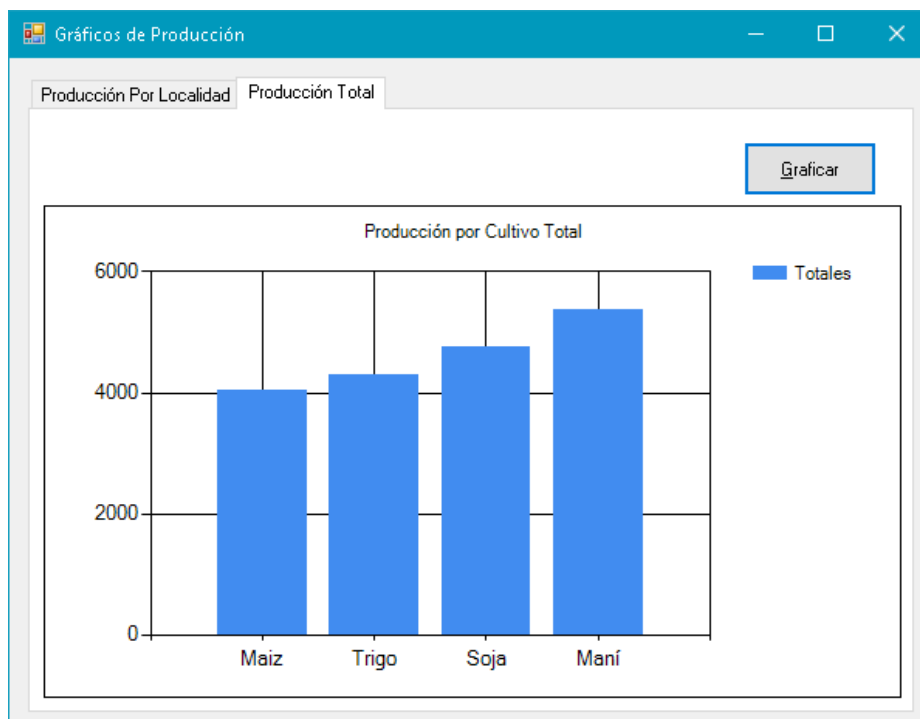 Gráficos de Producción
Producción Por Localidad
Producción Total
Graficar
Producción por Cultivo Total
6000
4000
2000
0
Maiz Trigo Soja Maní
Totales